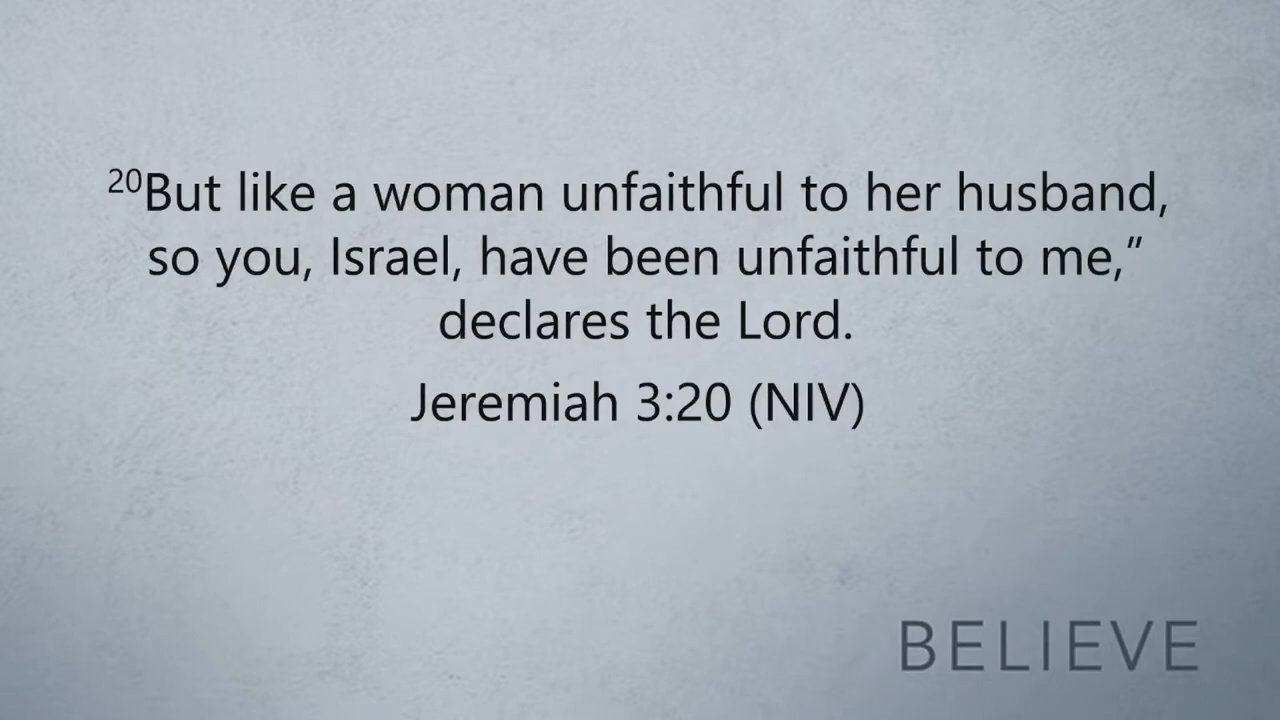 20But like a woman unfaithful to her husband,
so you, Israel, have been unfaithful to me,”
declares the Lord.
Jeremiah 3:20 (NIV)
BELIEVE